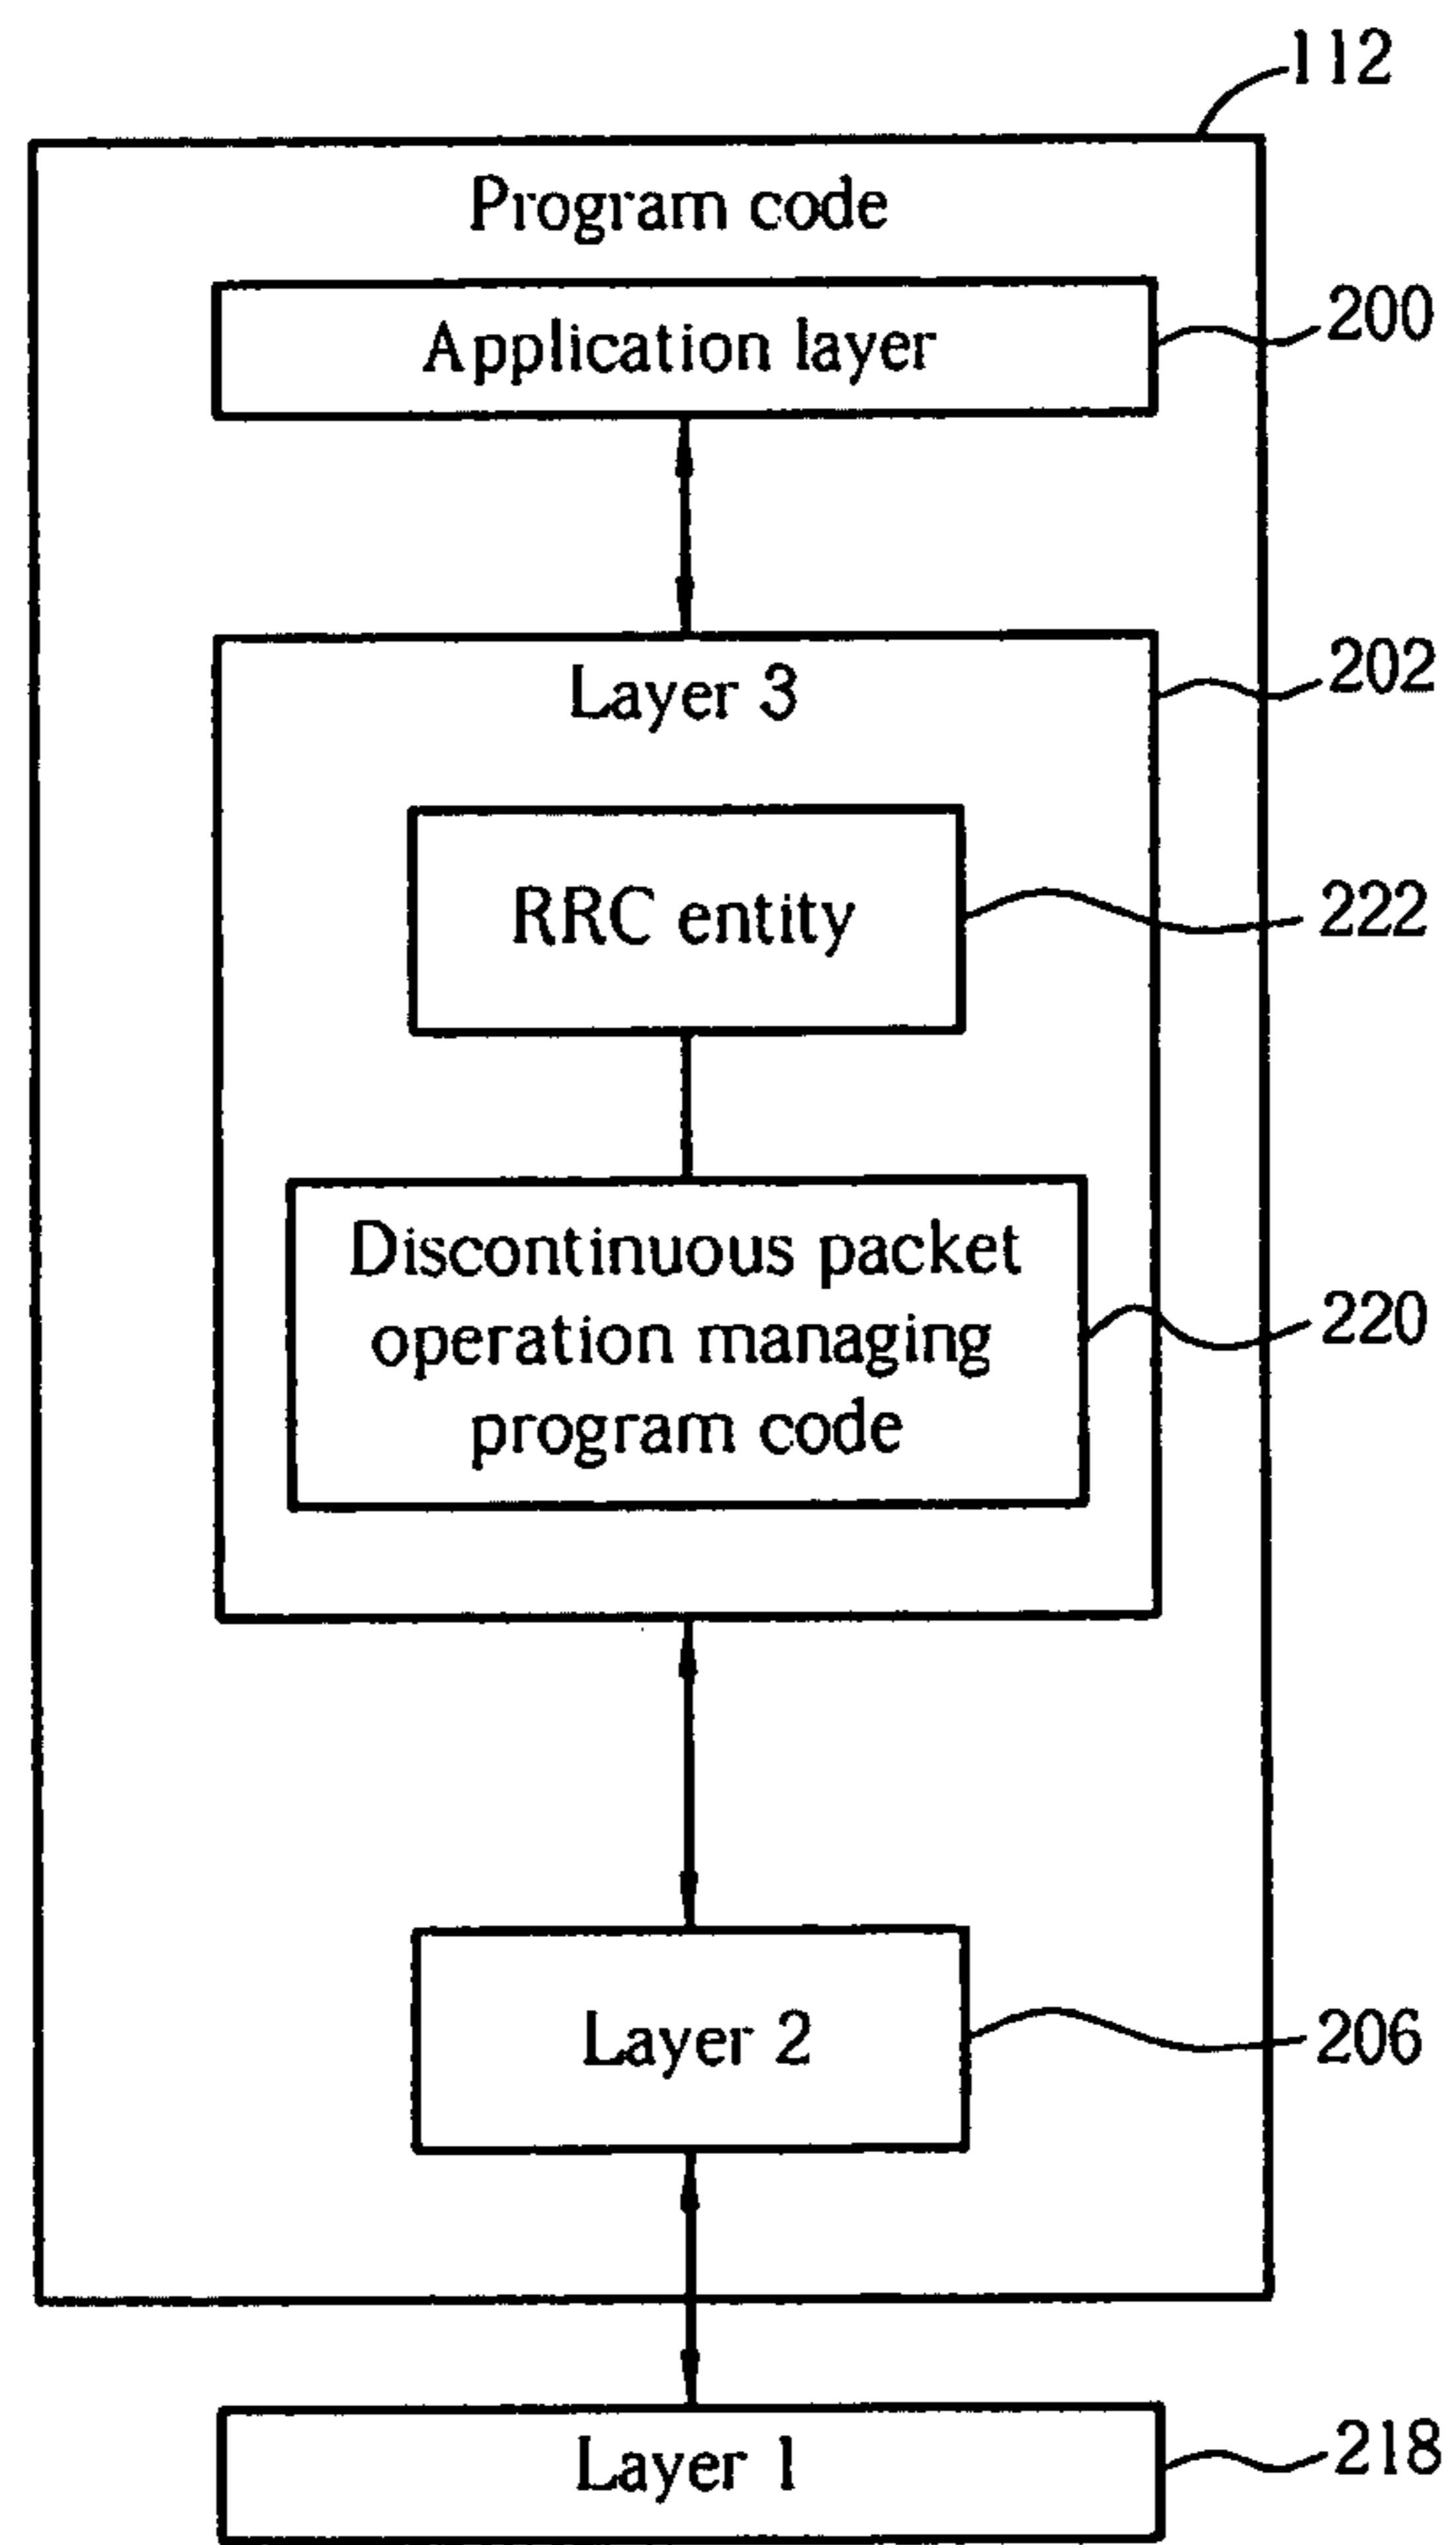 112
Program code
Application layer
200
Layer 3
202
RRC entity
222
Discontinuous packet
operation managing
program code
220
Layer 2
206
Layer 1
218